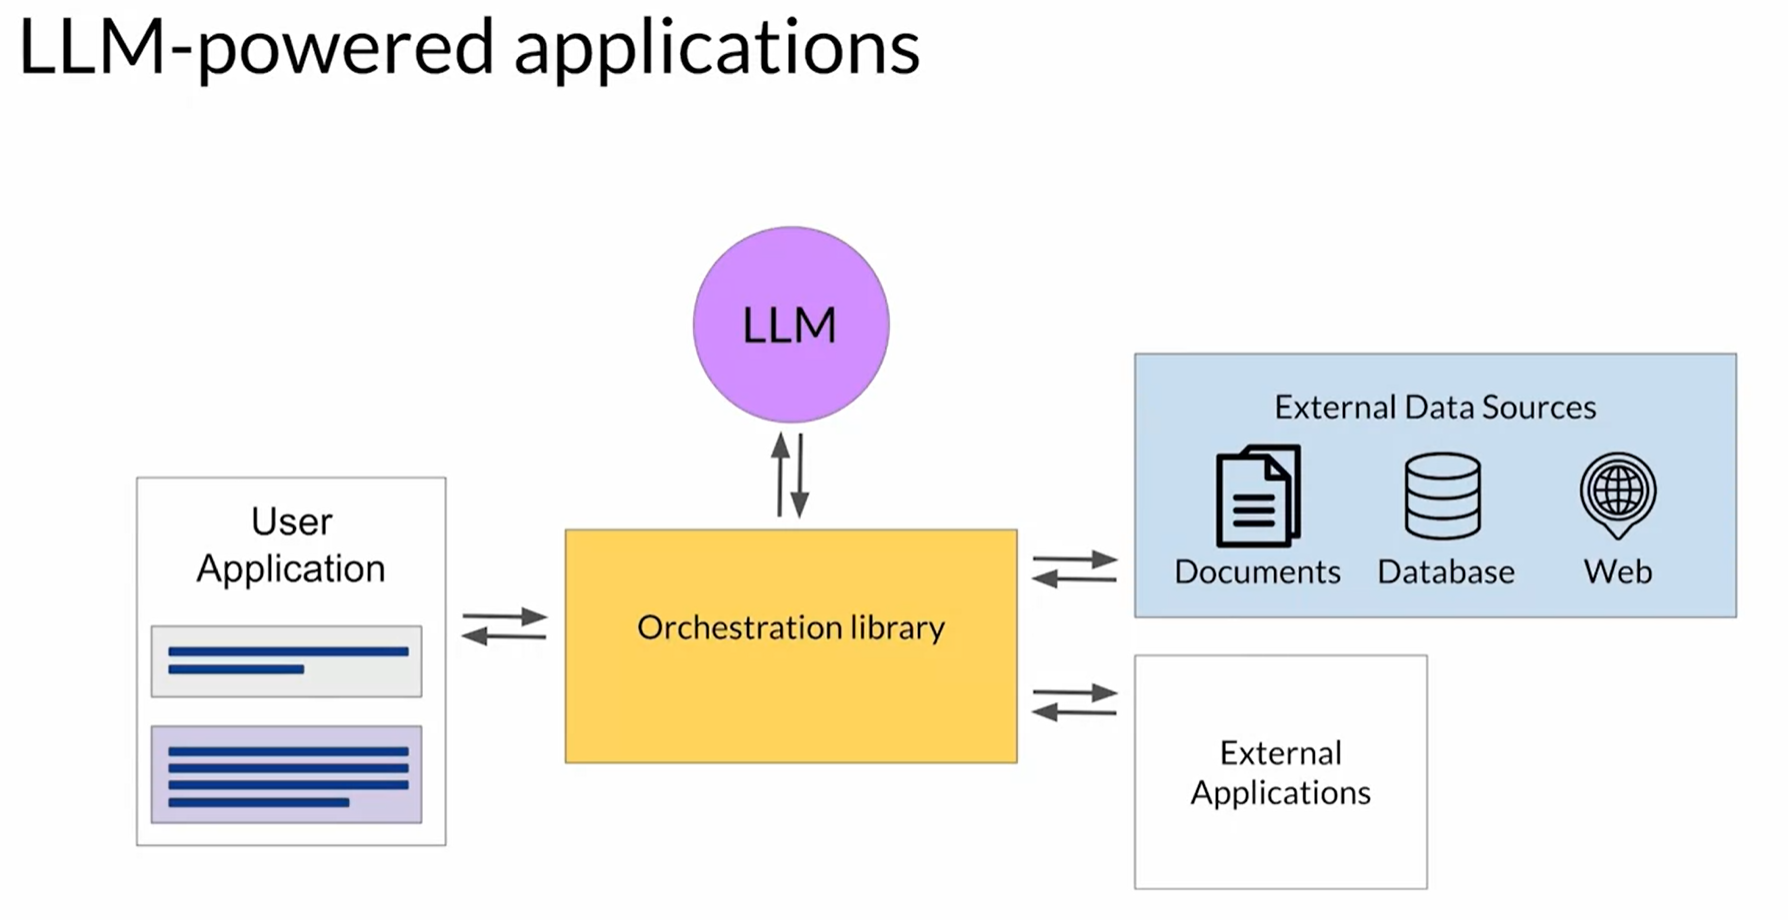 LLM-powered applications
LLM
User
Application
Orchestration library
External Data Sources
Documents
Database
Web
External
Applications